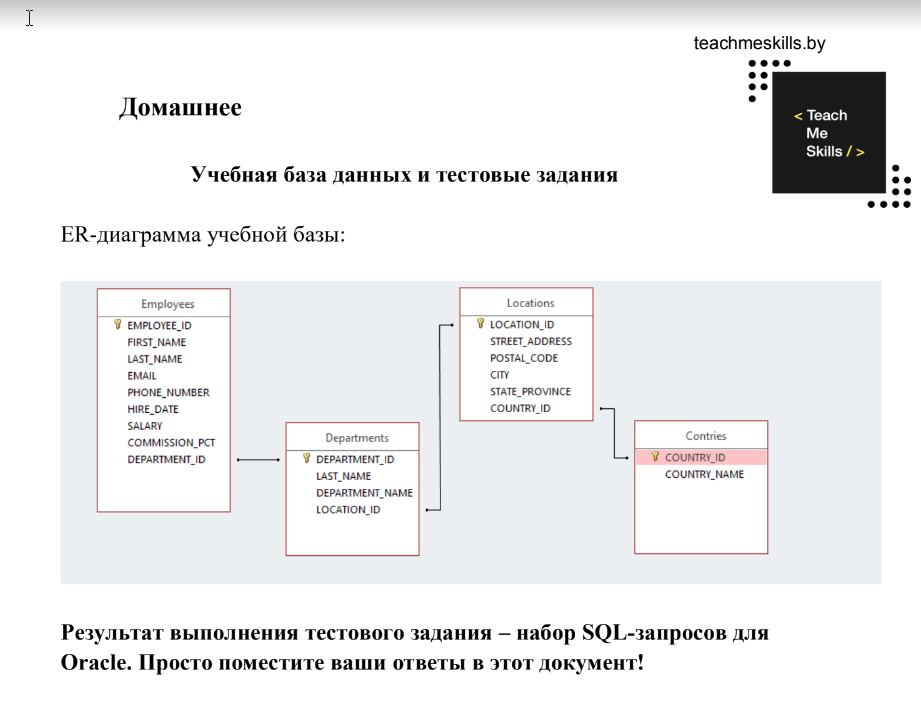 teachmeskills.by
< Teach
Me
Skills / >
Домашнее
Учебная база данных и тестовые задания
ER-диаграмма учебной базы:
Employees
EMPLOYEE_ID
FIRST_NAME
LAST_NAME
EMAIL
PHONE_NUMBER
HIRE_DATE
SALARY
COMMISSION_PCT
DEPARTMENT_ID
Departments
DEPARTMENT_ID
LAST_NAME
DEPARTMENT_NAME
LOCATION_ID
Locations
LOCATION_ID
STREET_ADDRESS
POSTAL_CODE
CITY
STATE_PROVINCE
COUNTRY_ID
Contries
COUNTRY_ID
COUNTRY_NAME
Результат выполнения тестового задания – набор SQL-запросов для
Oracle. Просто поместите ваши ответы в этот документ!